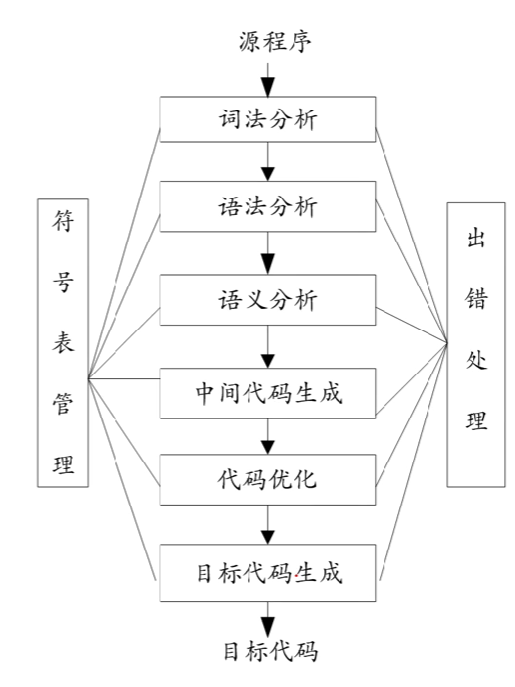 源程序
词法分析
语法分析
语义分析
中间代码生成
代码优化
目标代码生成
目标代码
符号表管理
出错处理